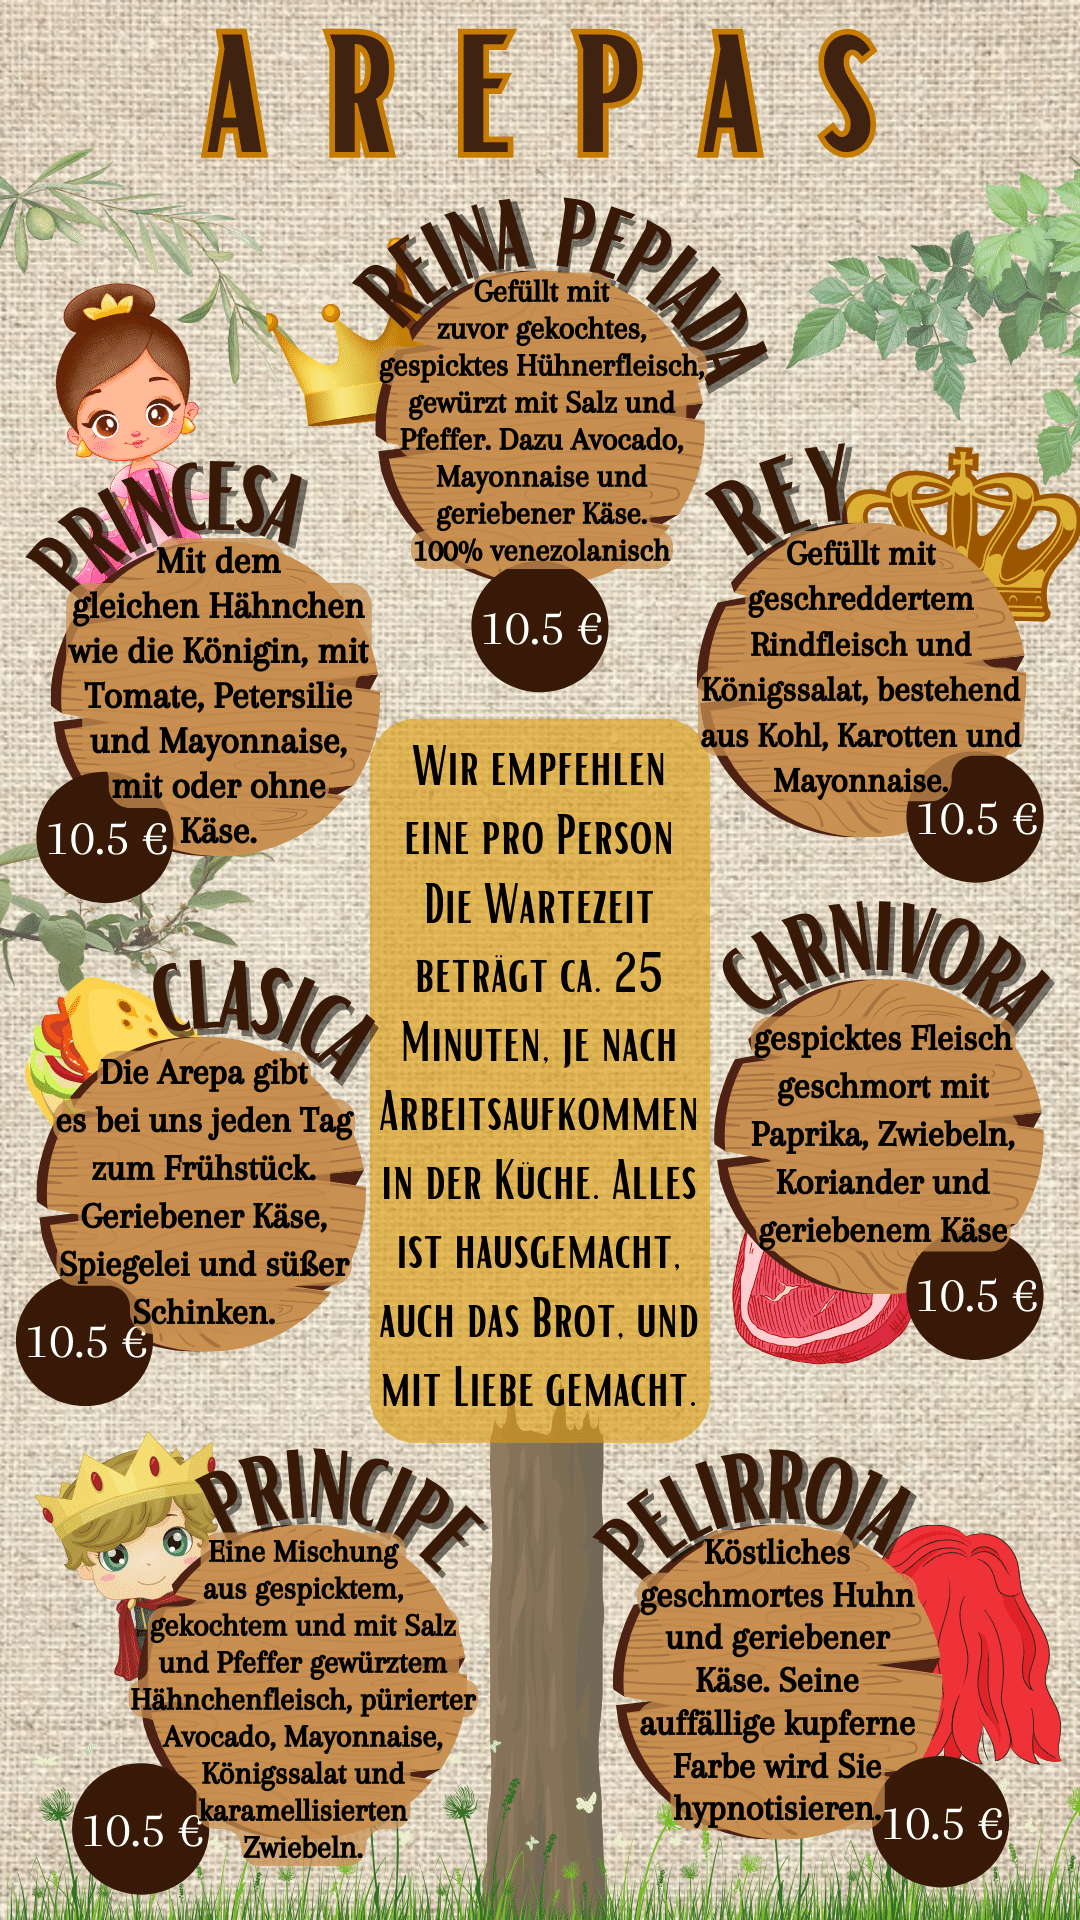 AREPAS
REINA PEPIADA
Gefüllt mit
zuvor gekochtes,
gespicktes Hühnerfleisch,
gewürzt mit Salz und
Pfeffer. Dazu Avocado,
Mayonnaise und
geriebener Käse.
100% venezolanisch
10.5 €
PRINCESA
Mit dem
gleichen Hähnchen
wie die Königin, mit
Tomate, Petersilie
und Mayonnaise,
mit oder ohne
Käse.
10.5 €
REY
Gefüllt mit
geschreddertem
Rindfleisch und
Königssalat, bestehend
aus Kohl, Karotten und
Mayonnaise.
10.5 €
Wir empfehlen
eine pro Person
Die Wartezeit
beträgt ca. 25
Minuten, je nach
Arbeitsaufkommen
in der Küche. Alles
ist hausgemacht,
auch das Brot, und
mit Liebe gemacht.
CLASICA
Die Arepa gibt
es bei uns jeden Tag
zum Frühstück.
Geriebener Käse,
Spiegelei und süßer
Schinken.
10.5 €
CARNIVORA
gespicktes Fleisch
geschmort mit
Paprika, Zwiebeln,
Koriander und
geriebenem Käse
10.5 €
PRINCIPE
Eine Mischung
aus gespicktem,
gekochtem und mit Salz
und Pfeffer gewürztem
Hähnchenfleisch, pürierter
Avocado, Mayonnaise,
Königssalat und
karamellisierten
Zwiebeln.
10.5 €
PELIRROJA
Köstliches
geschmortes Huhn
und geriebener
Käse. Seine
auffällige kupferne
Farbe wird Sie
hypnotisieren.
10.5 €